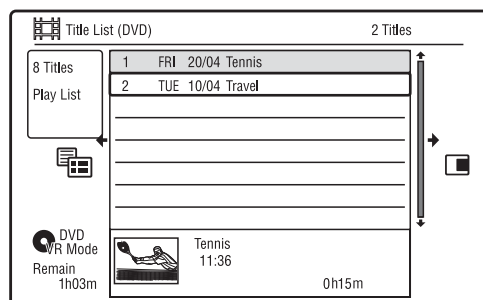 Title List (DVD) 2 Titles
8 Titles
Play List
1 FRI 20/04 Tennis
2 TUE 10/04 Travel
DVD
VR Mode
Remain
1h03m
Tennis
11:36
0h15m